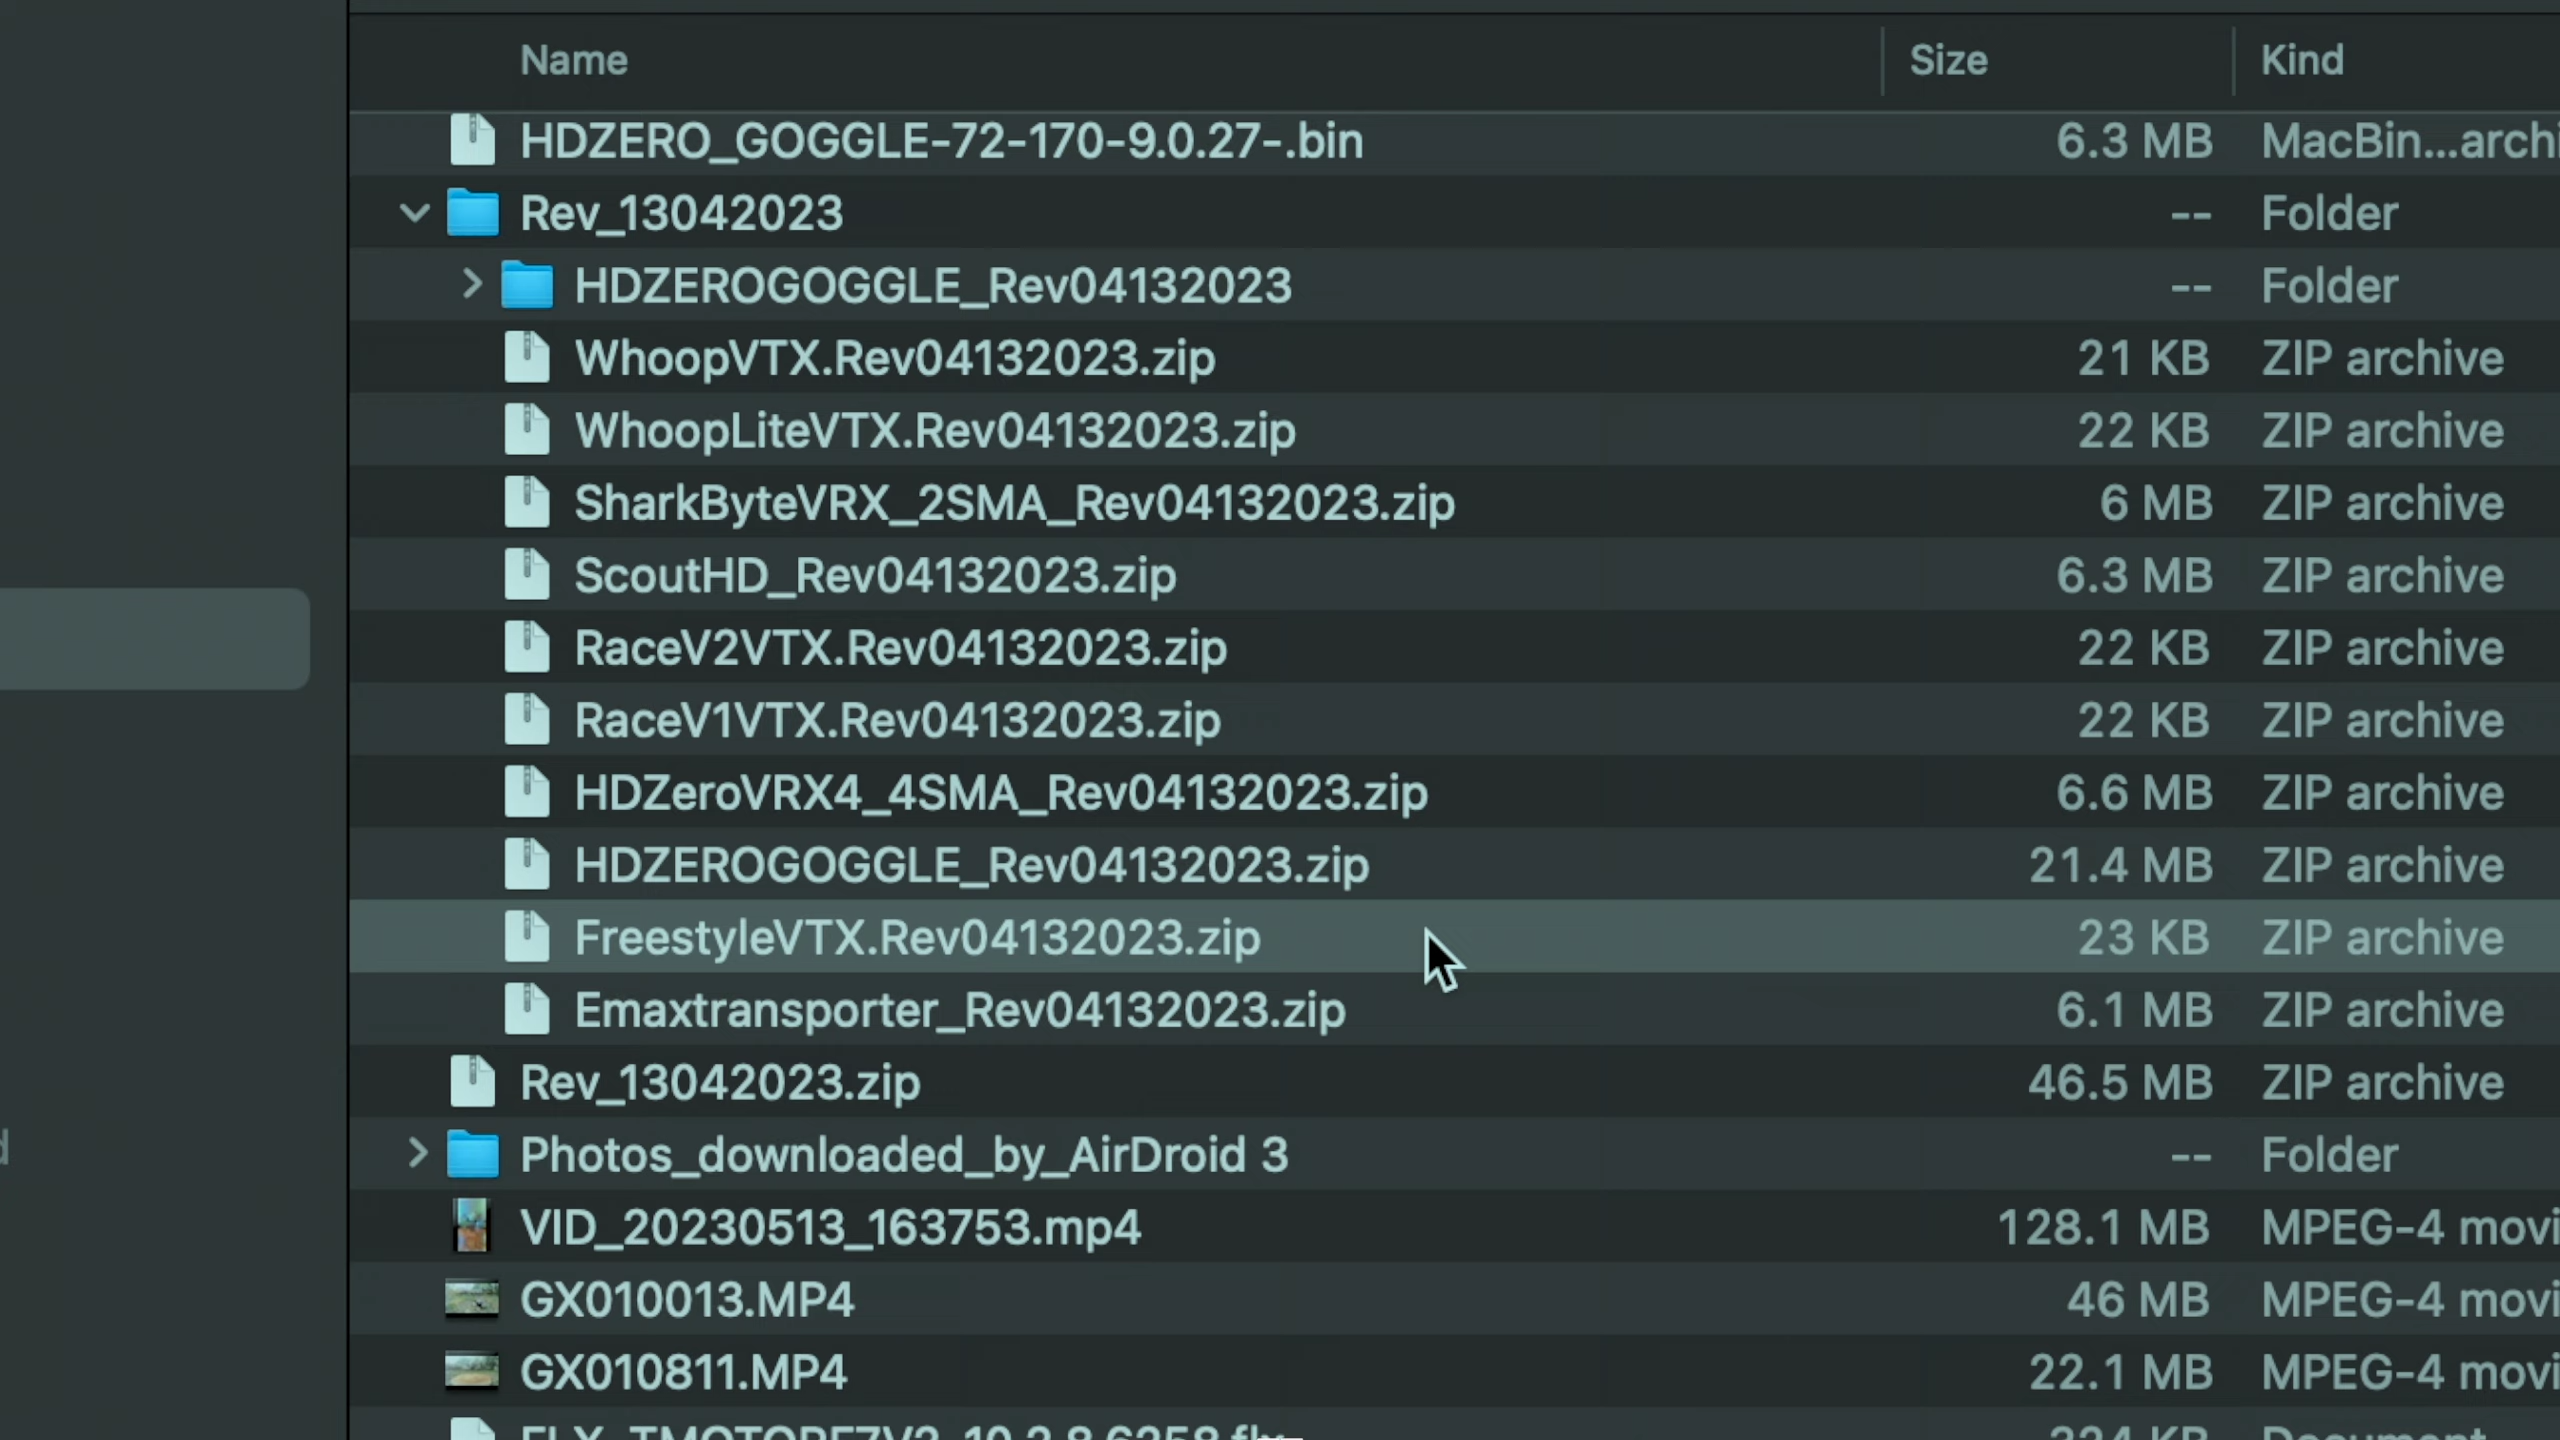 Name Size Kind
HDZERO_GOGGLE-72-170-9.0.27-.bin 6.3 MB MacBin...archi
Rev_13042023 -- Folder
HDZEROGOGGLE_Rev04132023 -- Folder
WhoopVTX.Rev04132023.zip 21 KB ZIP archive
WhoopLiteVTX.Rev04132023.zip 22 KB ZIP archive
SharkByteVRX_2SMA_Rev04132023.zip 6 MB ZIP archive
ScoutHD_Rev04132023.zip 6.3 MB ZIP archive
RaceV2VTX.Rev04132023.zip 22 KB ZIP archive
RaceV1VTX.Rev04132023.zip 22 KB ZIP archive
HDZeroVRX4_4SMA_Rev04132023.zip 6.6 MB ZIP archive
HDZEROGOGGLE_Rev04132023.zip 21.4 MB ZIP archive
FreestyleVTX.Rev04132023.zip 23 KB ZIP archive
Emaxtransporter_Rev04132023.zip 6.1 MB ZIP archive
Rev_13042023.zip 46.5 MB ZIP archive
Photos_downloaded_by_AirDroid 3 -- Folder
VID_20230513_163753.mp4 128.1 MB MPEG-4 movi
GX010013.MP4 46 MB MPEG-4 movi
GX010811.MP4 22.1 MB MPEG-4 movi